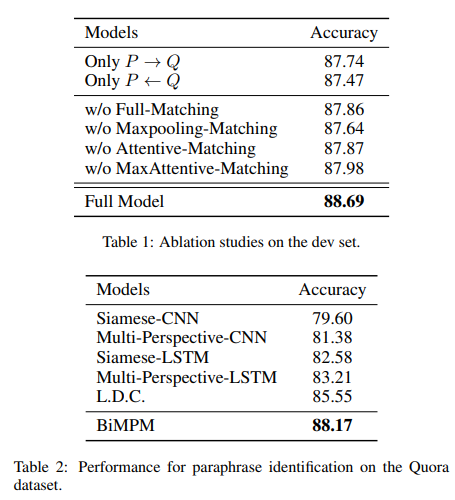 Models Accuracy
Only P → Q 87.74
Only P ← Q 87.47
w/o Full-Matching 87.86
w/o Maxpooling-Matching 87.64
w/o Attentive-Matching 87.87
w/o MaxAttentive-Matching 87.98
Full Model 88.69
Table 1: Ablation studies on the dev set.
Models Accuracy
Siamese-CNN 79.60
Multi-Perspective-CNN 81.38
Siamese-LSTM 82.58
Multi-Perspective-LSTM 83.21
L.D.C. 85.55
BiMPM 88.17
Table 2: Performance for paraphrase identification on the Quora
dataset.